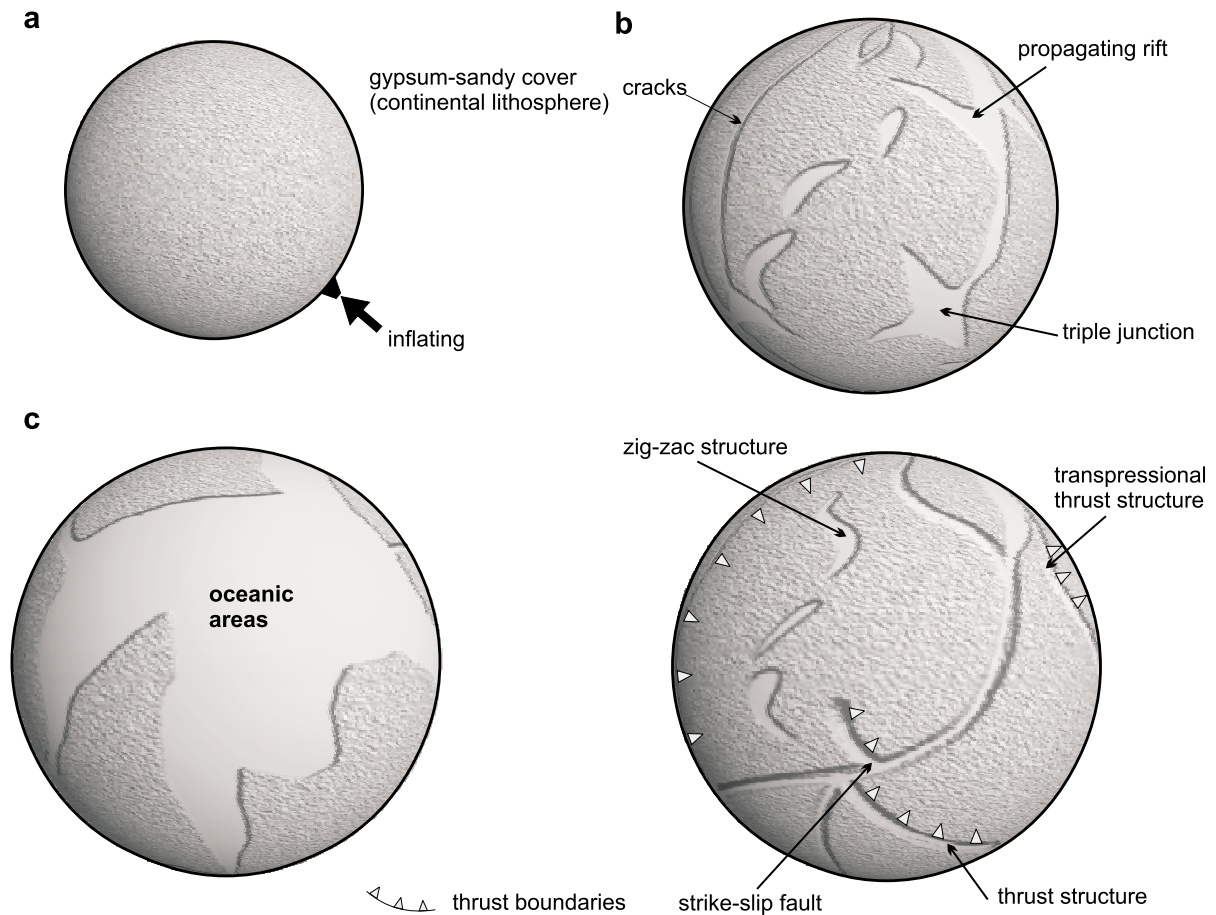 a
gypsum-sandy cover
(continental lithosphere)
inflating
b
propagating rift
cracks
triple junction
c
oceanic
areas
zig-zac structure
transpressional
thrust structure
thrust boundaries
strike-slip fault
thrust structure